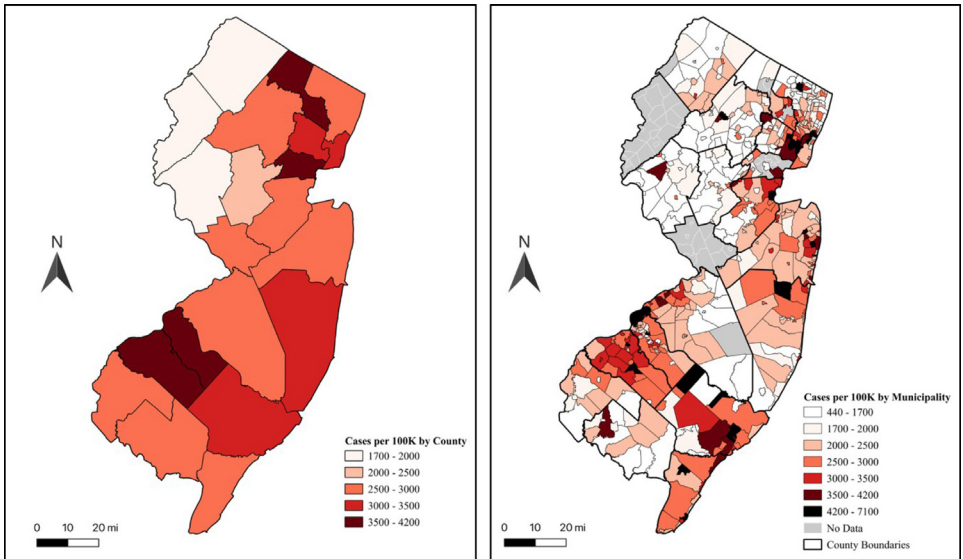 N
Cases per 100K by County
1700 - 2000
2000 - 2500
2500 - 3000
3000 - 3500
3500 - 4200
0 10 20 mi
N
Cases per 100K by Municipality
440 - 1700
1700 - 2000
2000 - 2500
2500 - 3000
3000 - 3500
3500 - 4200
4200 - 7100
No Data
County Boundaries
0 10 20 mi